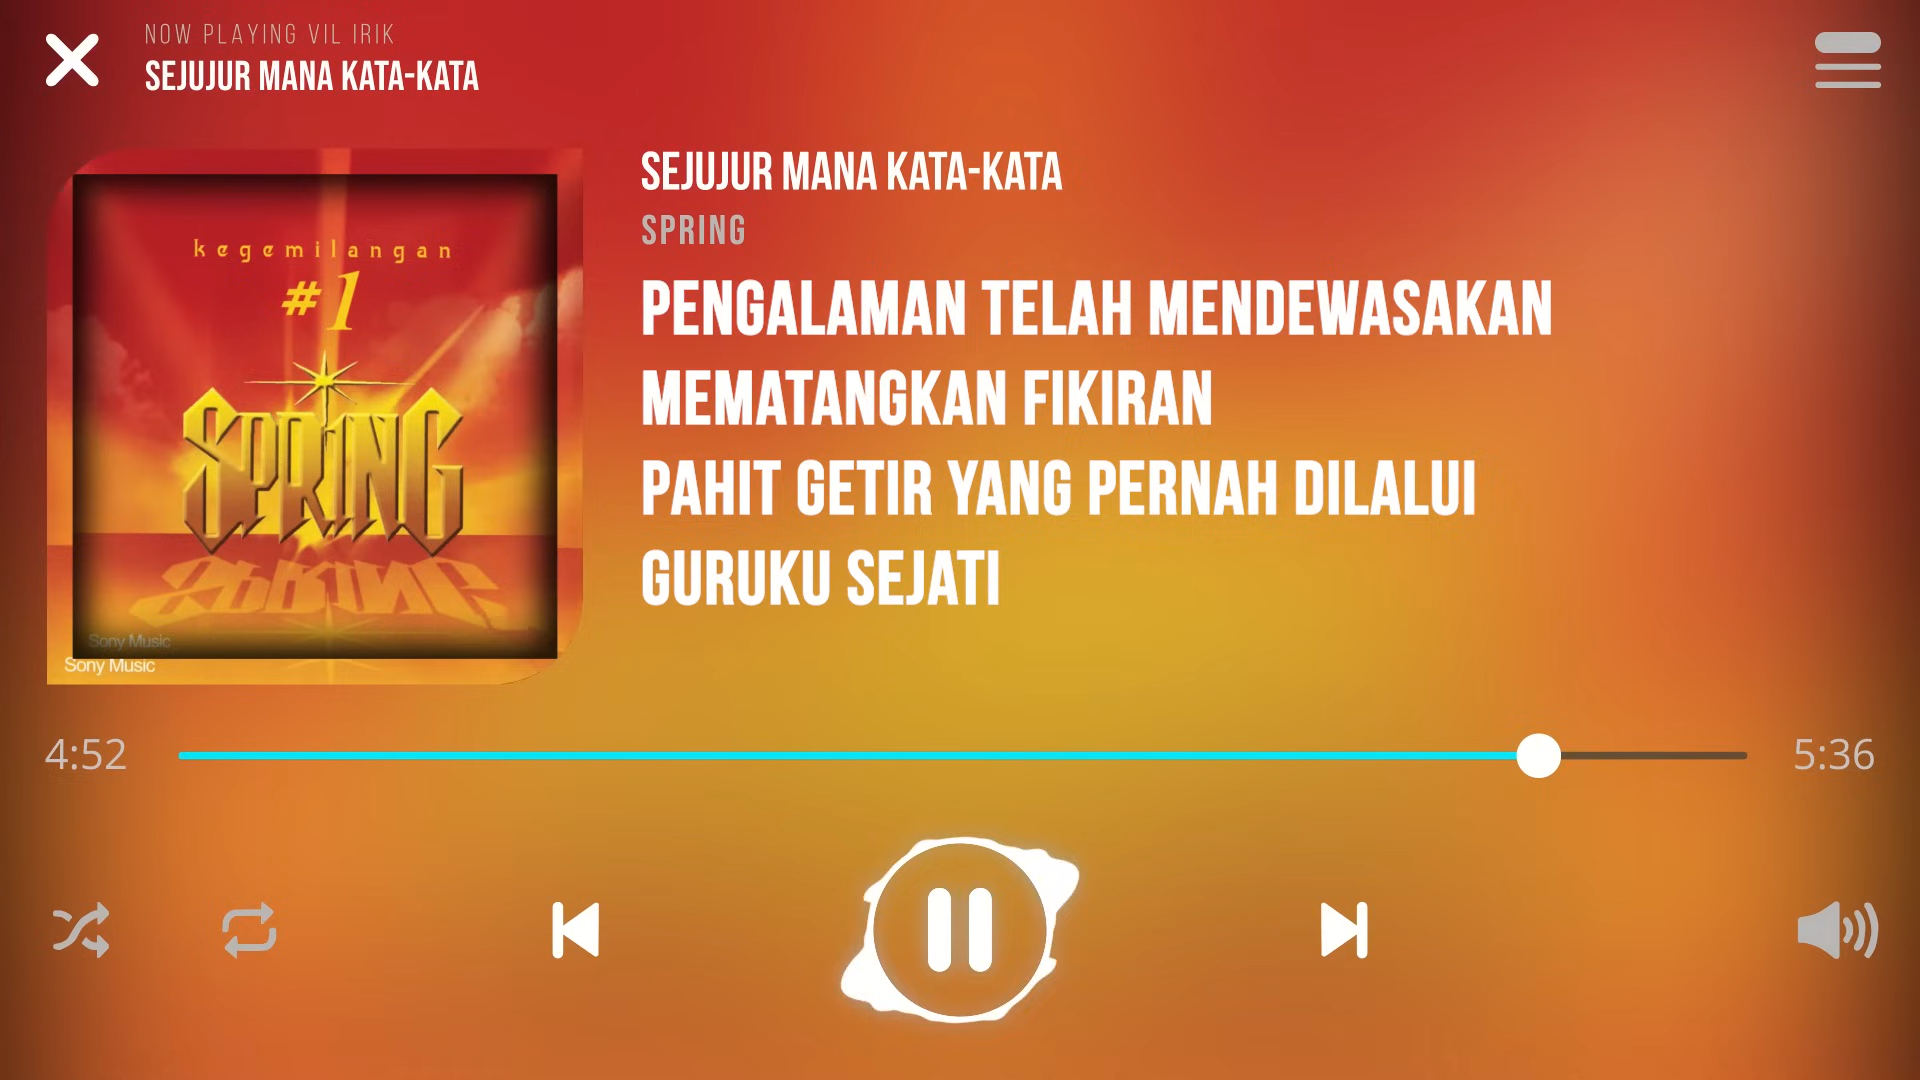 NOW PLAYING VIL IRIK
SEJUJUR MANA KATA-KATA
kegemilangan
#1
SPRING
Sony Music
Sony Music
SEJUJUR MANA KATA-KATA
SPRING
PENGALAMAN TELAH MENDEWASAKAN
MEMATANGKAN FIKIRAN
PAHIT GETIR YANG PERNAH DILALUI
GURUKU SEJATI
4:52
5:36